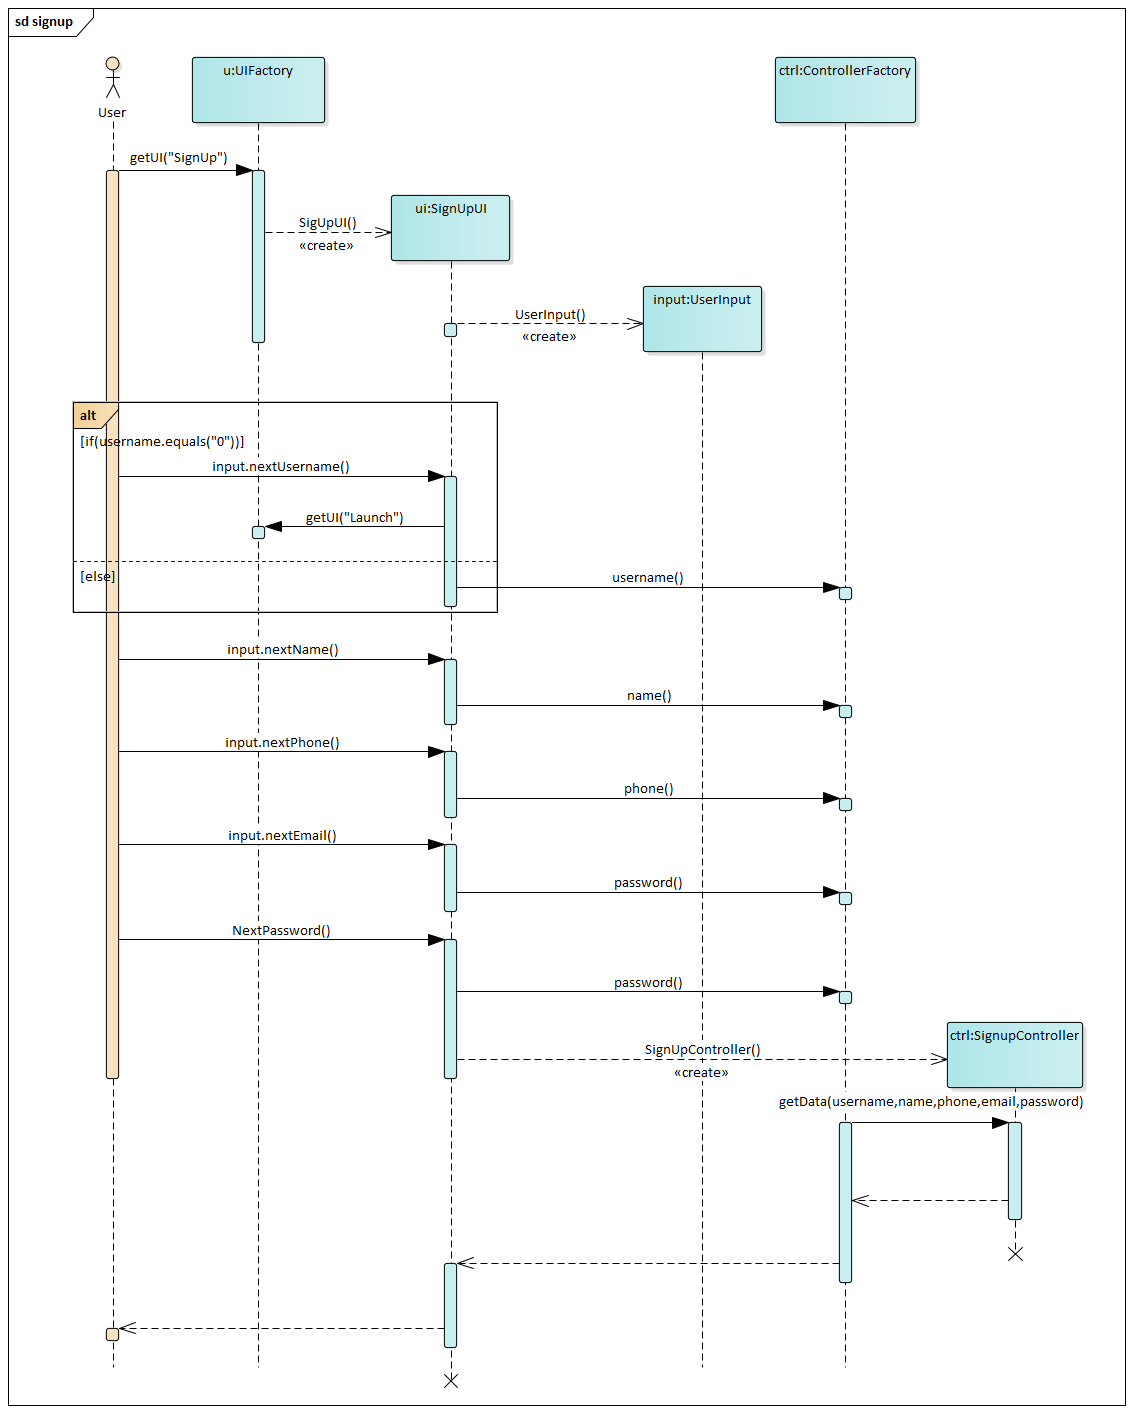 sd signup
u:UIFactory
ctrl:ControllerFactory
User
getUI("SignUp")
ui:SignUpUI
SigUpUI()
«create»
input:UserInput
UserInput()
«create»
alt
[if(username.equals("0"))]
input.nextUsername()
getUI("Launch")
[else]
username()
input.nextName()
name()
input.nextPhone()
phone()
input.nextEmail()
password()
NextPassword()
password()
ctrl:SignupController
SignUpController()
«create»
getData(username,name,phone,email,password)